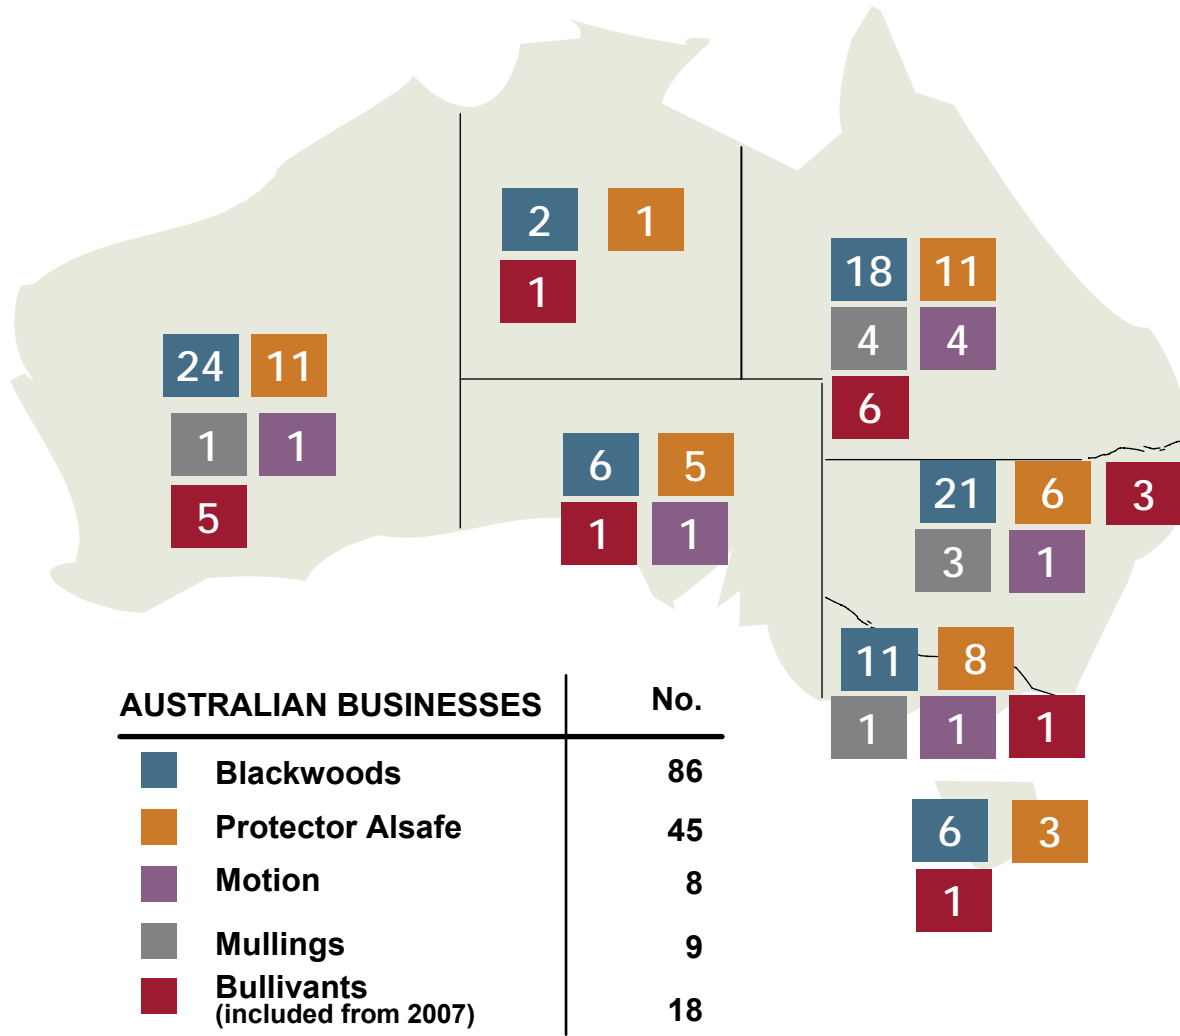 2 1
1
18 11
4 4
6
24 11
1 1
5
6 5
1 1
21 6 3
3 1
11 8
1 1 1
6 3
1
AUSTRALIAN BUSINESSES No.
Blackwoods 86
Protector Alsafe 45
Motion 8
Mullings 9
Bullivants
(included from 2007) 18